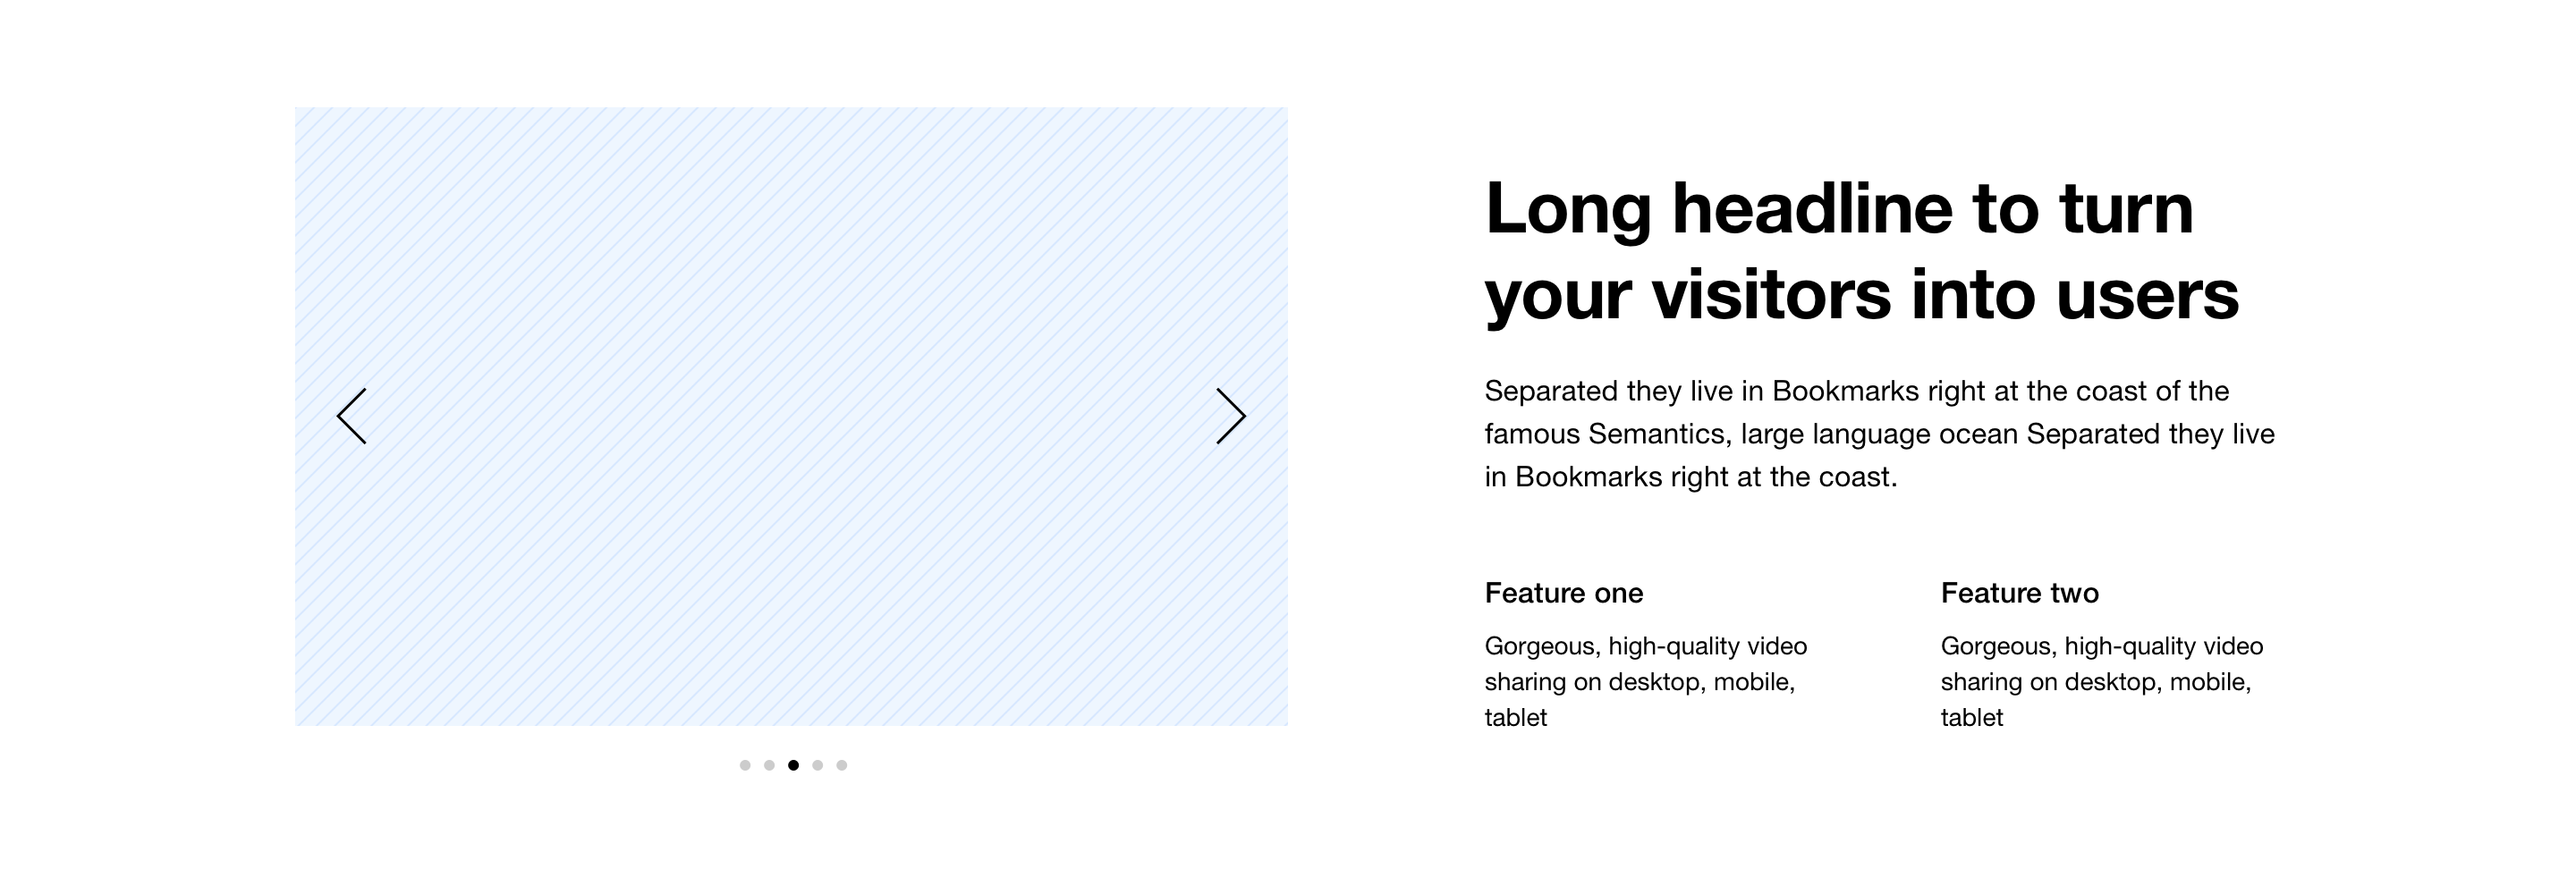 Long headline to turn
your visitors into users
Separated they live in Bookmarks right at the coast of the
famous Semantics, large language ocean Separated they live
in Bookmarks right at the coast.
Feature one
Gorgeous, high-quality video
sharing on desktop, mobile,
tablet
Feature two
Gorgeous, high-quality video
sharing on desktop, mobile,
tablet